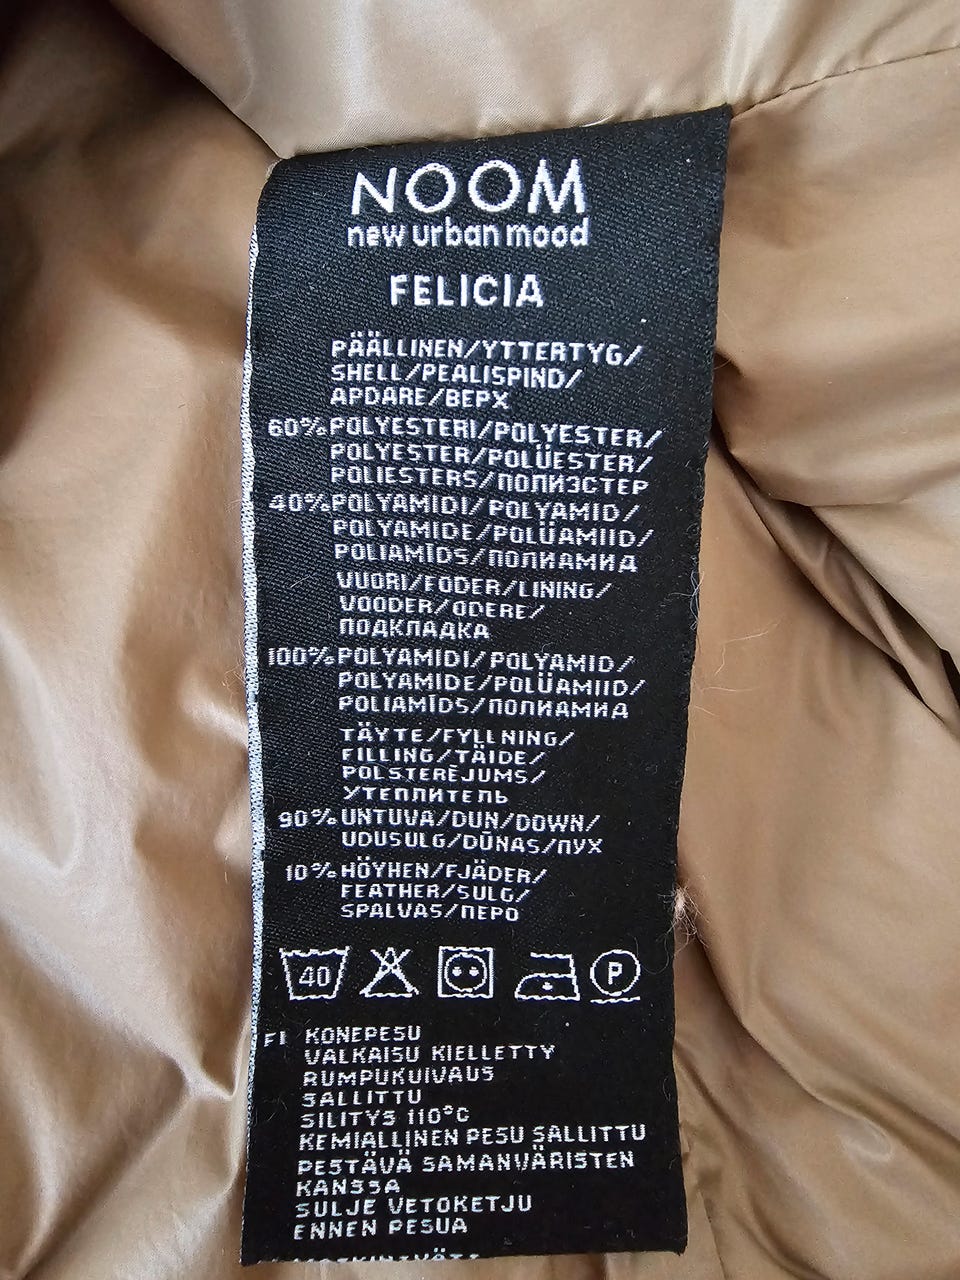 NOOM
new urban mood
FELICIA
PÄÄLLINEN/YTTERTYG/
SHELL/PEALISPIND/
APDARE/ВЕРХ
60% POLYESTERI/POLYESTER/
POLYESTER/POLÜESTER/
POLIESTERS/ПОЛИЭСТЕР
40% POLYAMIDI/POLYAMID/
POLYAMIDE/POLÜAMIID/
POLIAMĪDS/ПОЛИАМИД
VUORI/FODER/LINING/
VOODER/ODERE/
ПОДКЛАДКА
100% POLYAMIDI/POLYAMID/
POLYAMIDE/POLÜAMIID/
POLIAMĪDS/ПОЛИАМИД
TÄYTE/FYLLNING/
FILLING/TÄIDE/
POLSTERĒJUMS/
УТЕПЛИТЕЛЬ
90% UNTUVA/DUN/DOWN/
UDUSULG/DŪNAS/ПУХ
10% HÖYHEN/FJÄDER/
FEATHER/SULG/
SPALVAS/ПЕРО
40 P
FI KONEPESU
VALKAISU KIELLETTY
RUMPUKUIVAUS
SALLITTU
SILITYS 110°C
KEMIALLINEN PESU SALLITTU
PESTÄVÄ SAMANVÄRISTEN
KANSSA
SULJE VETOKETJU
ENNEN PESUA